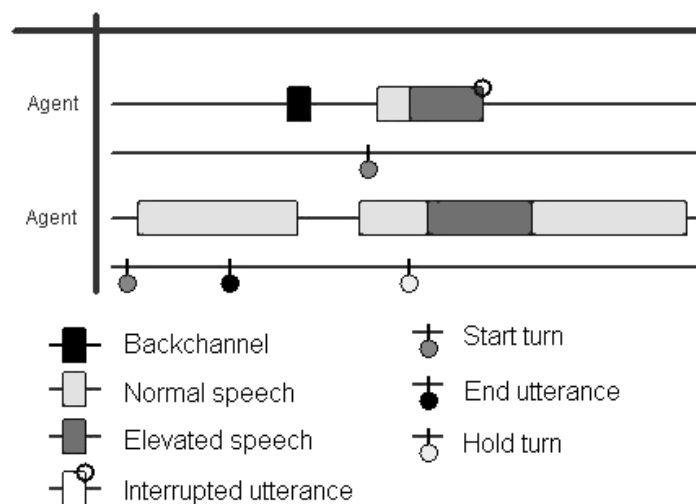 Agent
Agent
Backchannel
Start turn
Normal speech
End utterance
Elevated speech
Hold turn
Interrupted utterance